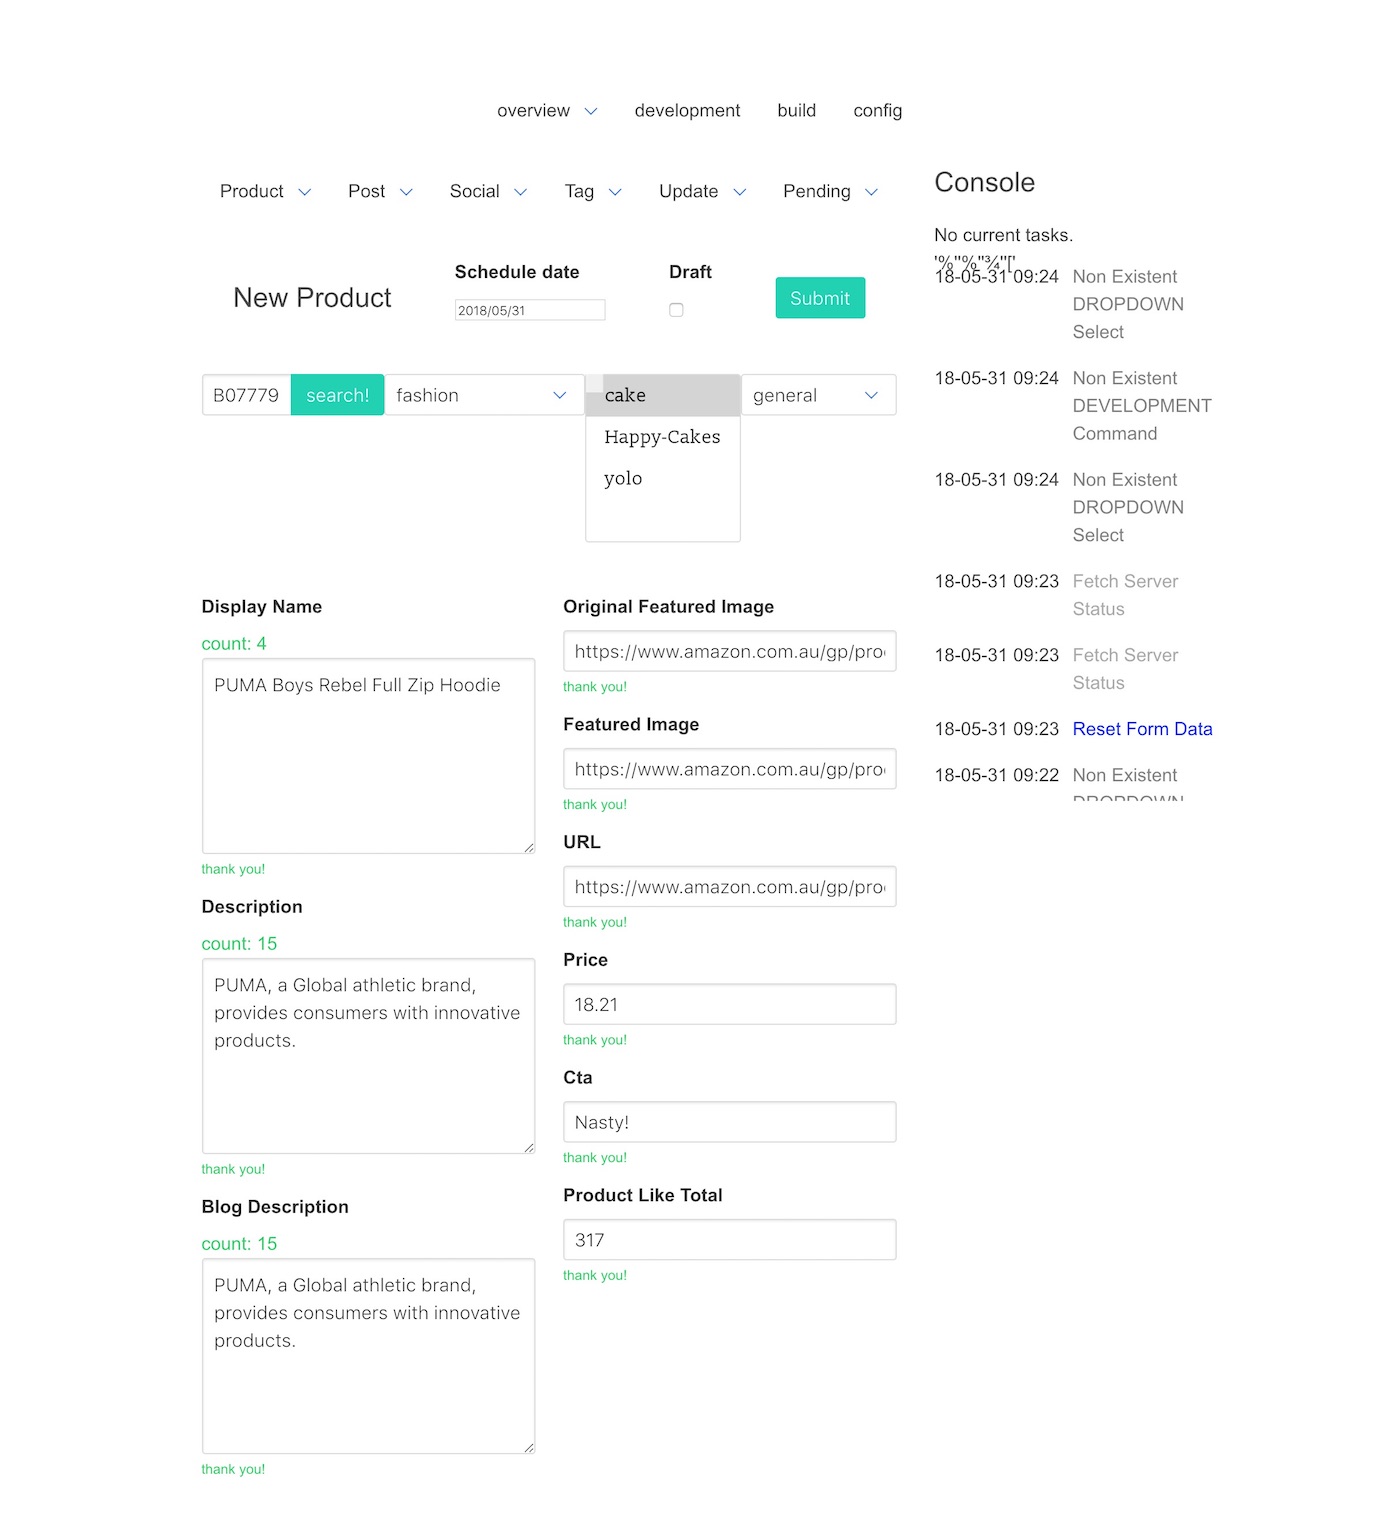 overview development build config
Product Post Social Tag Update Pending
New Product
Schedule date
2018/05/31
Draft
Submit
B07779 search! fashion
cake
Happy-Cakes
yolo
general
Display Name
count: 4
PUMA Boys Rebel Full Zip Hoodie
thank you!
Description
count: 15
PUMA, a Global athletic brand,
provides consumers with innovative
products.
thank you!
Blog Description
count: 15
PUMA, a Global athletic brand,
provides consumers with innovative
products.
thank you!
Original Featured Image
https://www.amazon.com.au/gp/pro
thank you!
Featured Image
https://www.amazon.com.au/gp/pro
thank you!
URL
https://www.amazon.com.au/gp/pro
thank you!
Price
18.21
thank you!
Cta
Nasty!
thank you!
Product Like Total
317
thank you!
Console
No current tasks.
'%"%"¾"['
18-05-31 09:24 Non Existent
DROPDOWN
Select
18-05-31 09:24 Non Existent
DEVELOPMENT
Command
18-05-31 09:24 Non Existent
DROPDOWN
Select
18-05-31 09:23 Fetch Server
Status
18-05-31 09:23 Fetch Server
Status
18-05-31 09:23 Reset Form Data
18-05-31 09:22 Non Existent
DROPDOWN